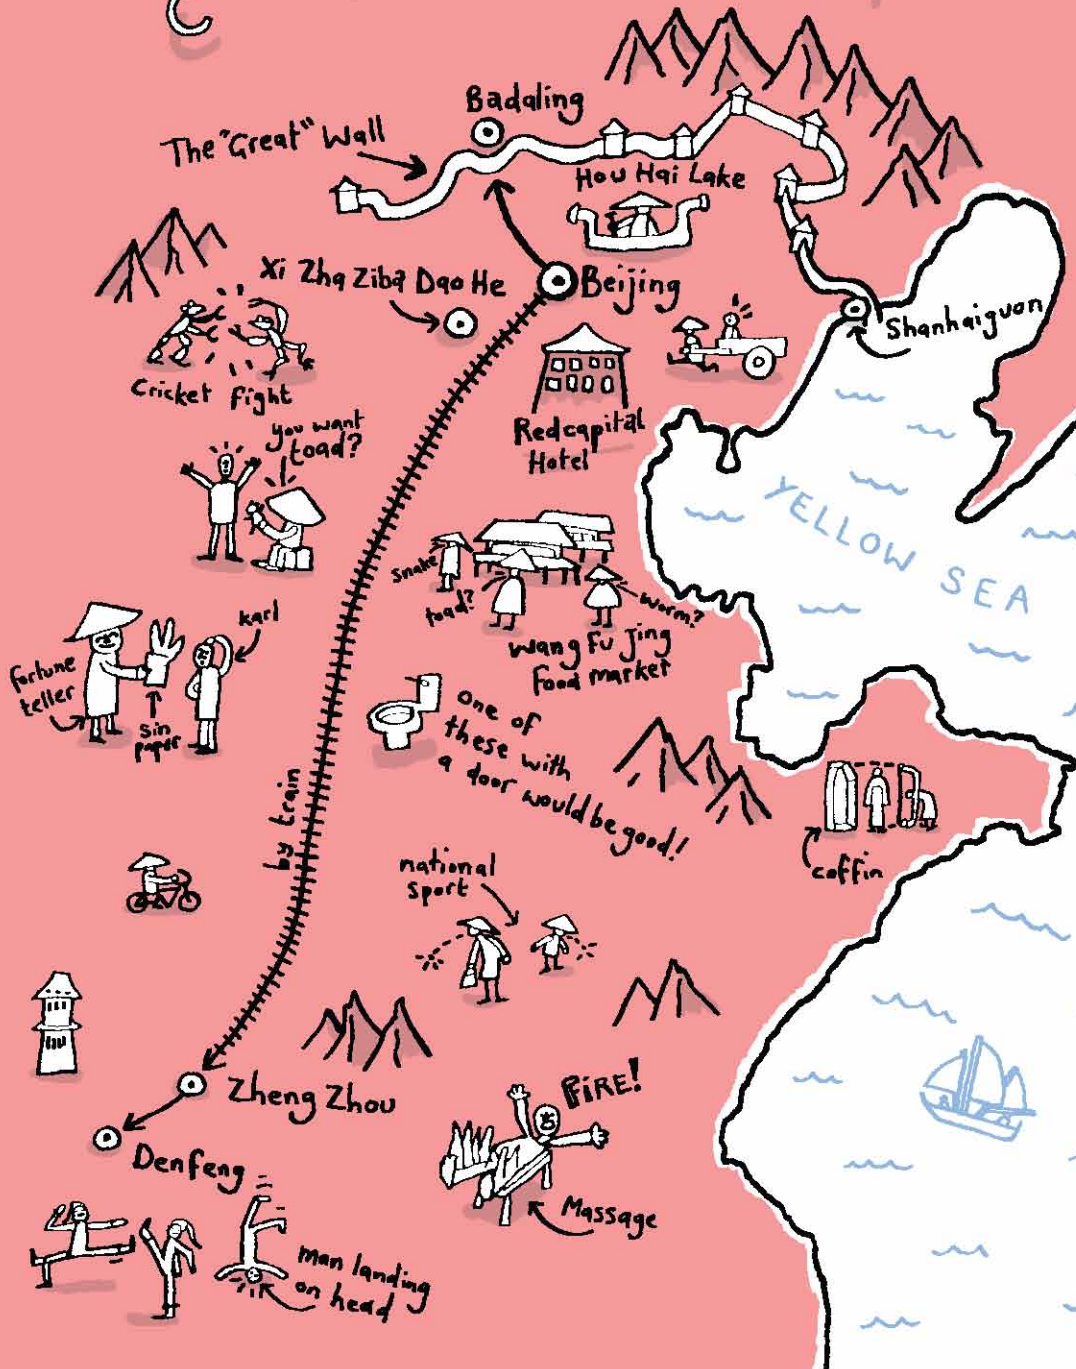 Badaling
The "Great" Wall
Hou Hai Lake
Xi Zha Ziba Dao He
Beijing
Shanhaiguan
Cricket fight
you want
toad?
Redcapital
Hotel
YELLOW SEA
snake
toad?
worm?
Wang Fu Jing
food market
karl
fortune
teller
sin
paper
one of
these with
a door would be good!
by train
coffin
national
sport
Zheng Zhou
FIRE!
Denfeng
Massage
man landing
on head